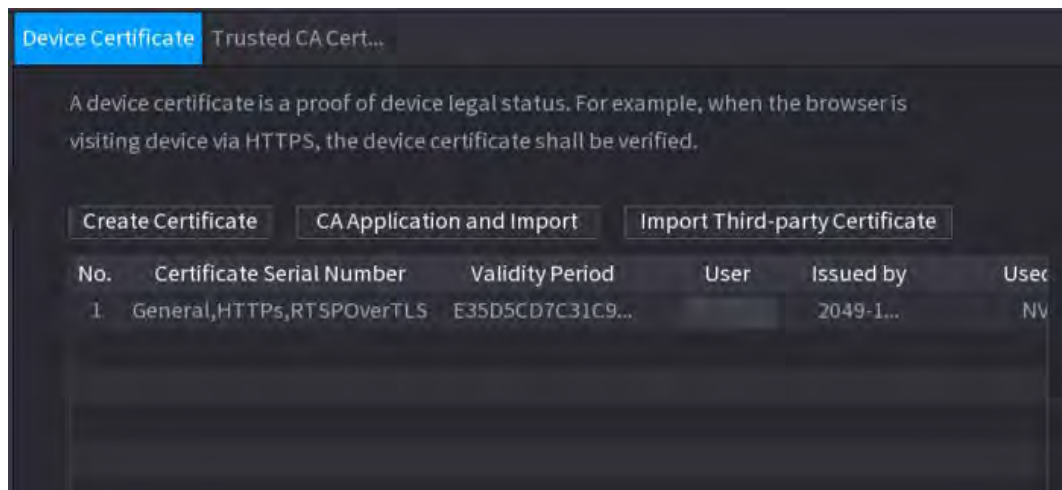 Device Certificate Trusted CA Cert...
A device certificate is a proof of device legal status. For example, when the browser is
visiting device via HTTPS, the device certificate shall be verified.
Create Certificate CA Application and Import Import Third-party Certificate
No. Certificate Serial Number Validity Period User Issued by Used
1 General,HTTPs,RTSPOverTLS E35D5CD7C31C9... 2049-1... NV